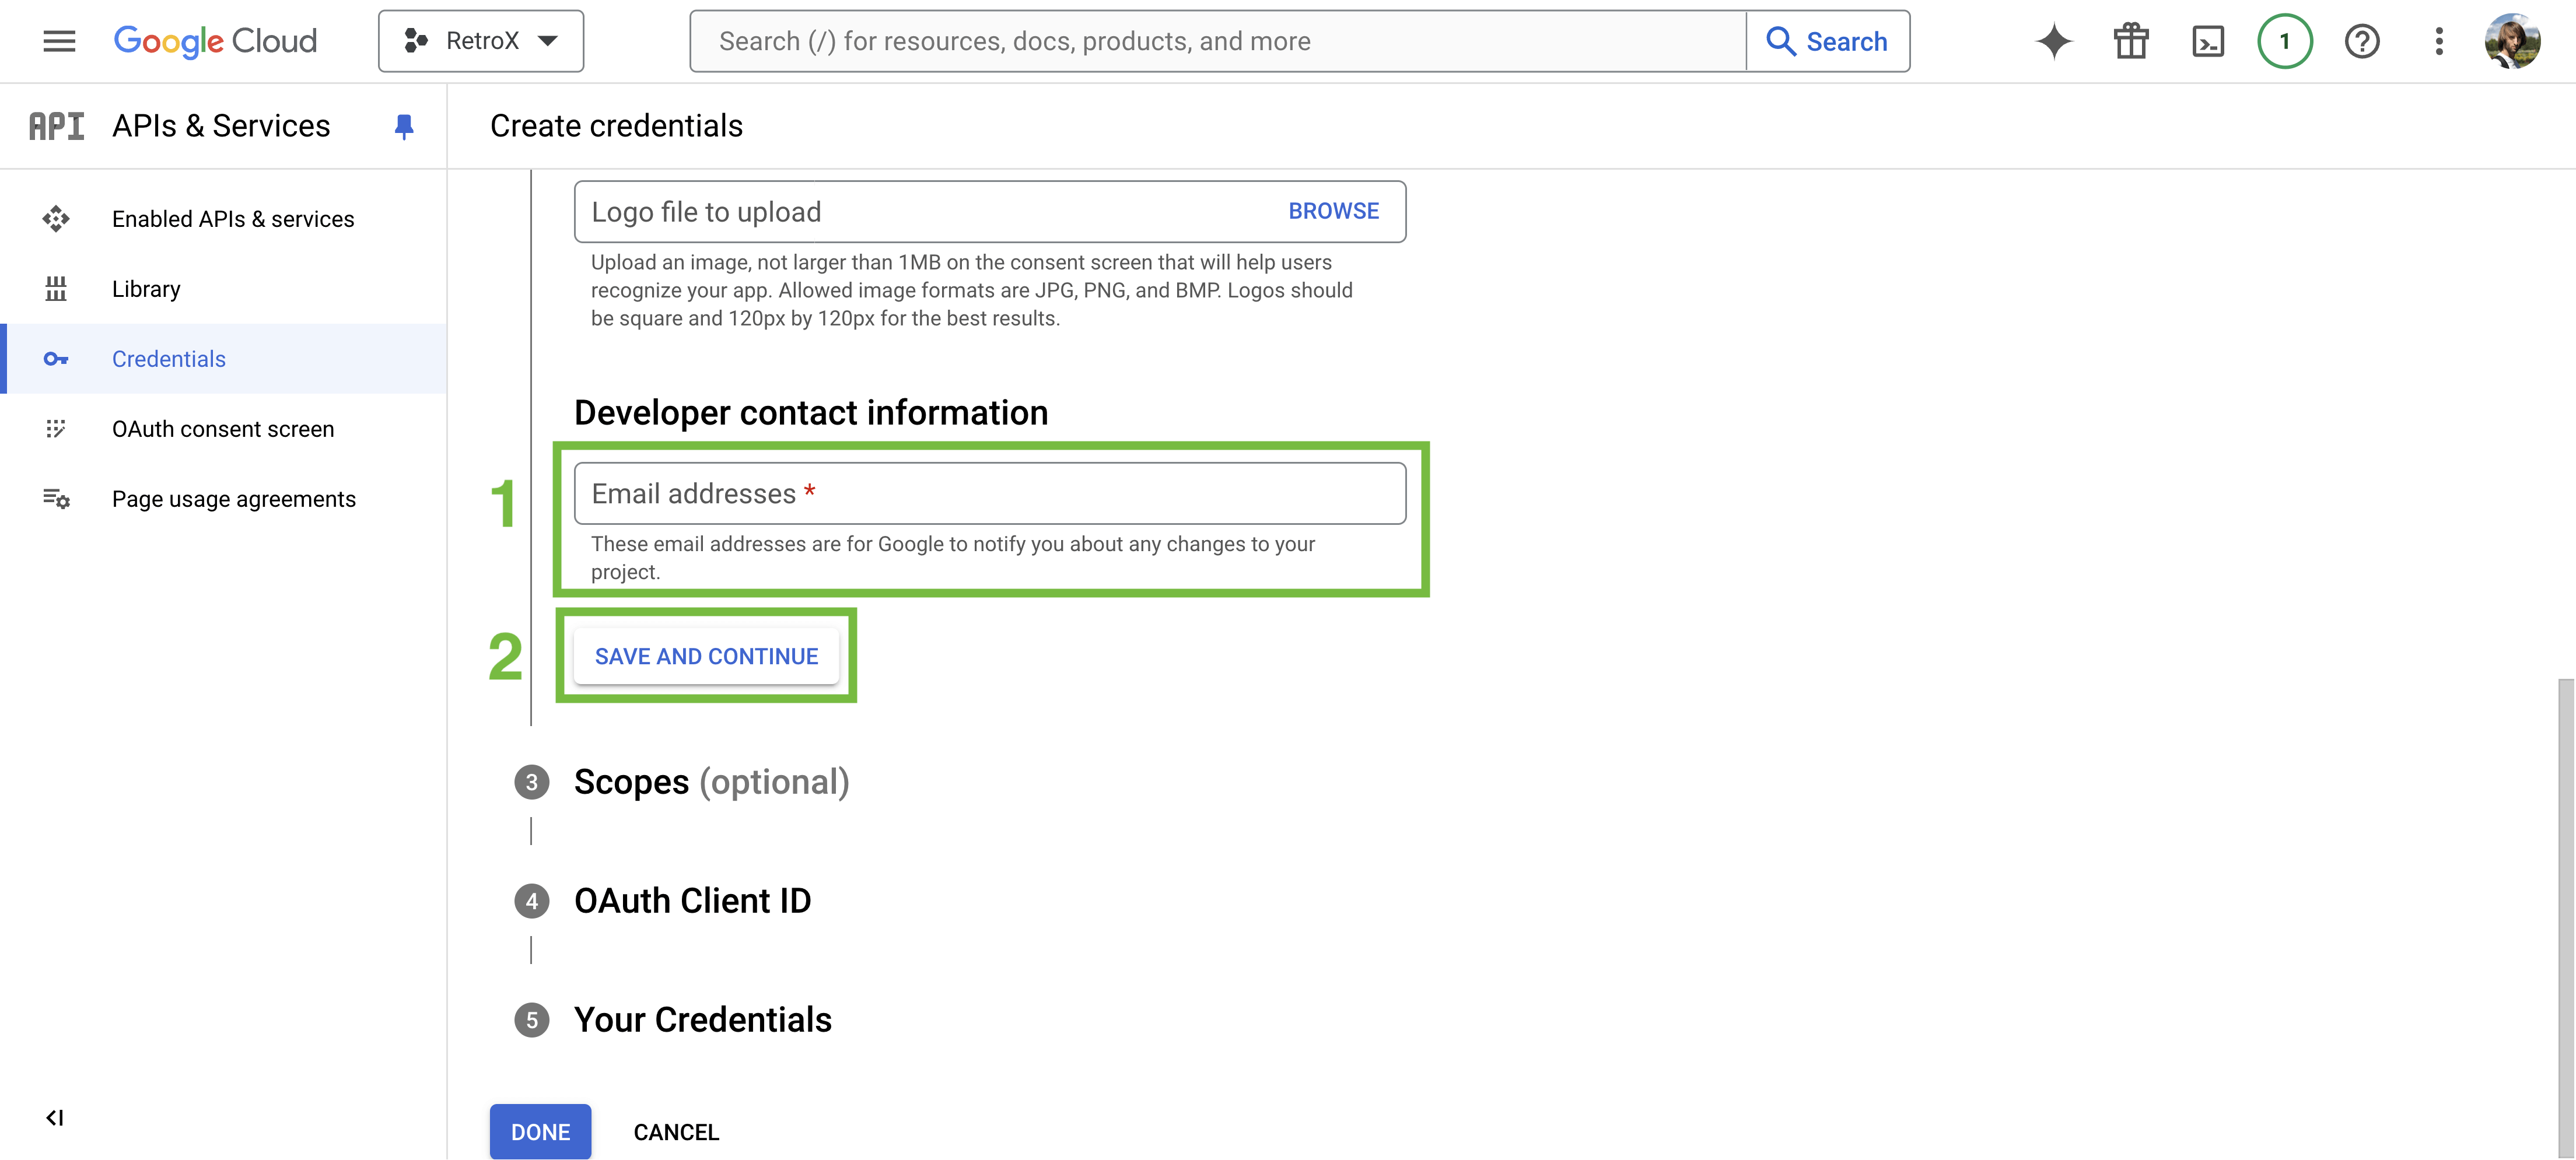 Google Cloud
RetroX
Search (/) for resources, docs, products, and more
Search
1
API
APIs & Services
Create credentials
Enabled APIs & services
Library
Credentials
OAuth consent screen
Page usage agreements
Logo file to upload
BROWSE
Upload an image, not larger than 1MB on the consent screen that will help users
recognize your app. Allowed image formats are JPG, PNG, and BMP. Logos should
be square and 120px by 120px for the best results.
Developer contact information
1
Email addresses *
These email addresses are for Google to notify you about any changes to your
project.
2
SAVE AND CONTINUE
3
Scopes (optional)
4
OAuth Client ID
5
Your Credentials
DONE
CANCEL